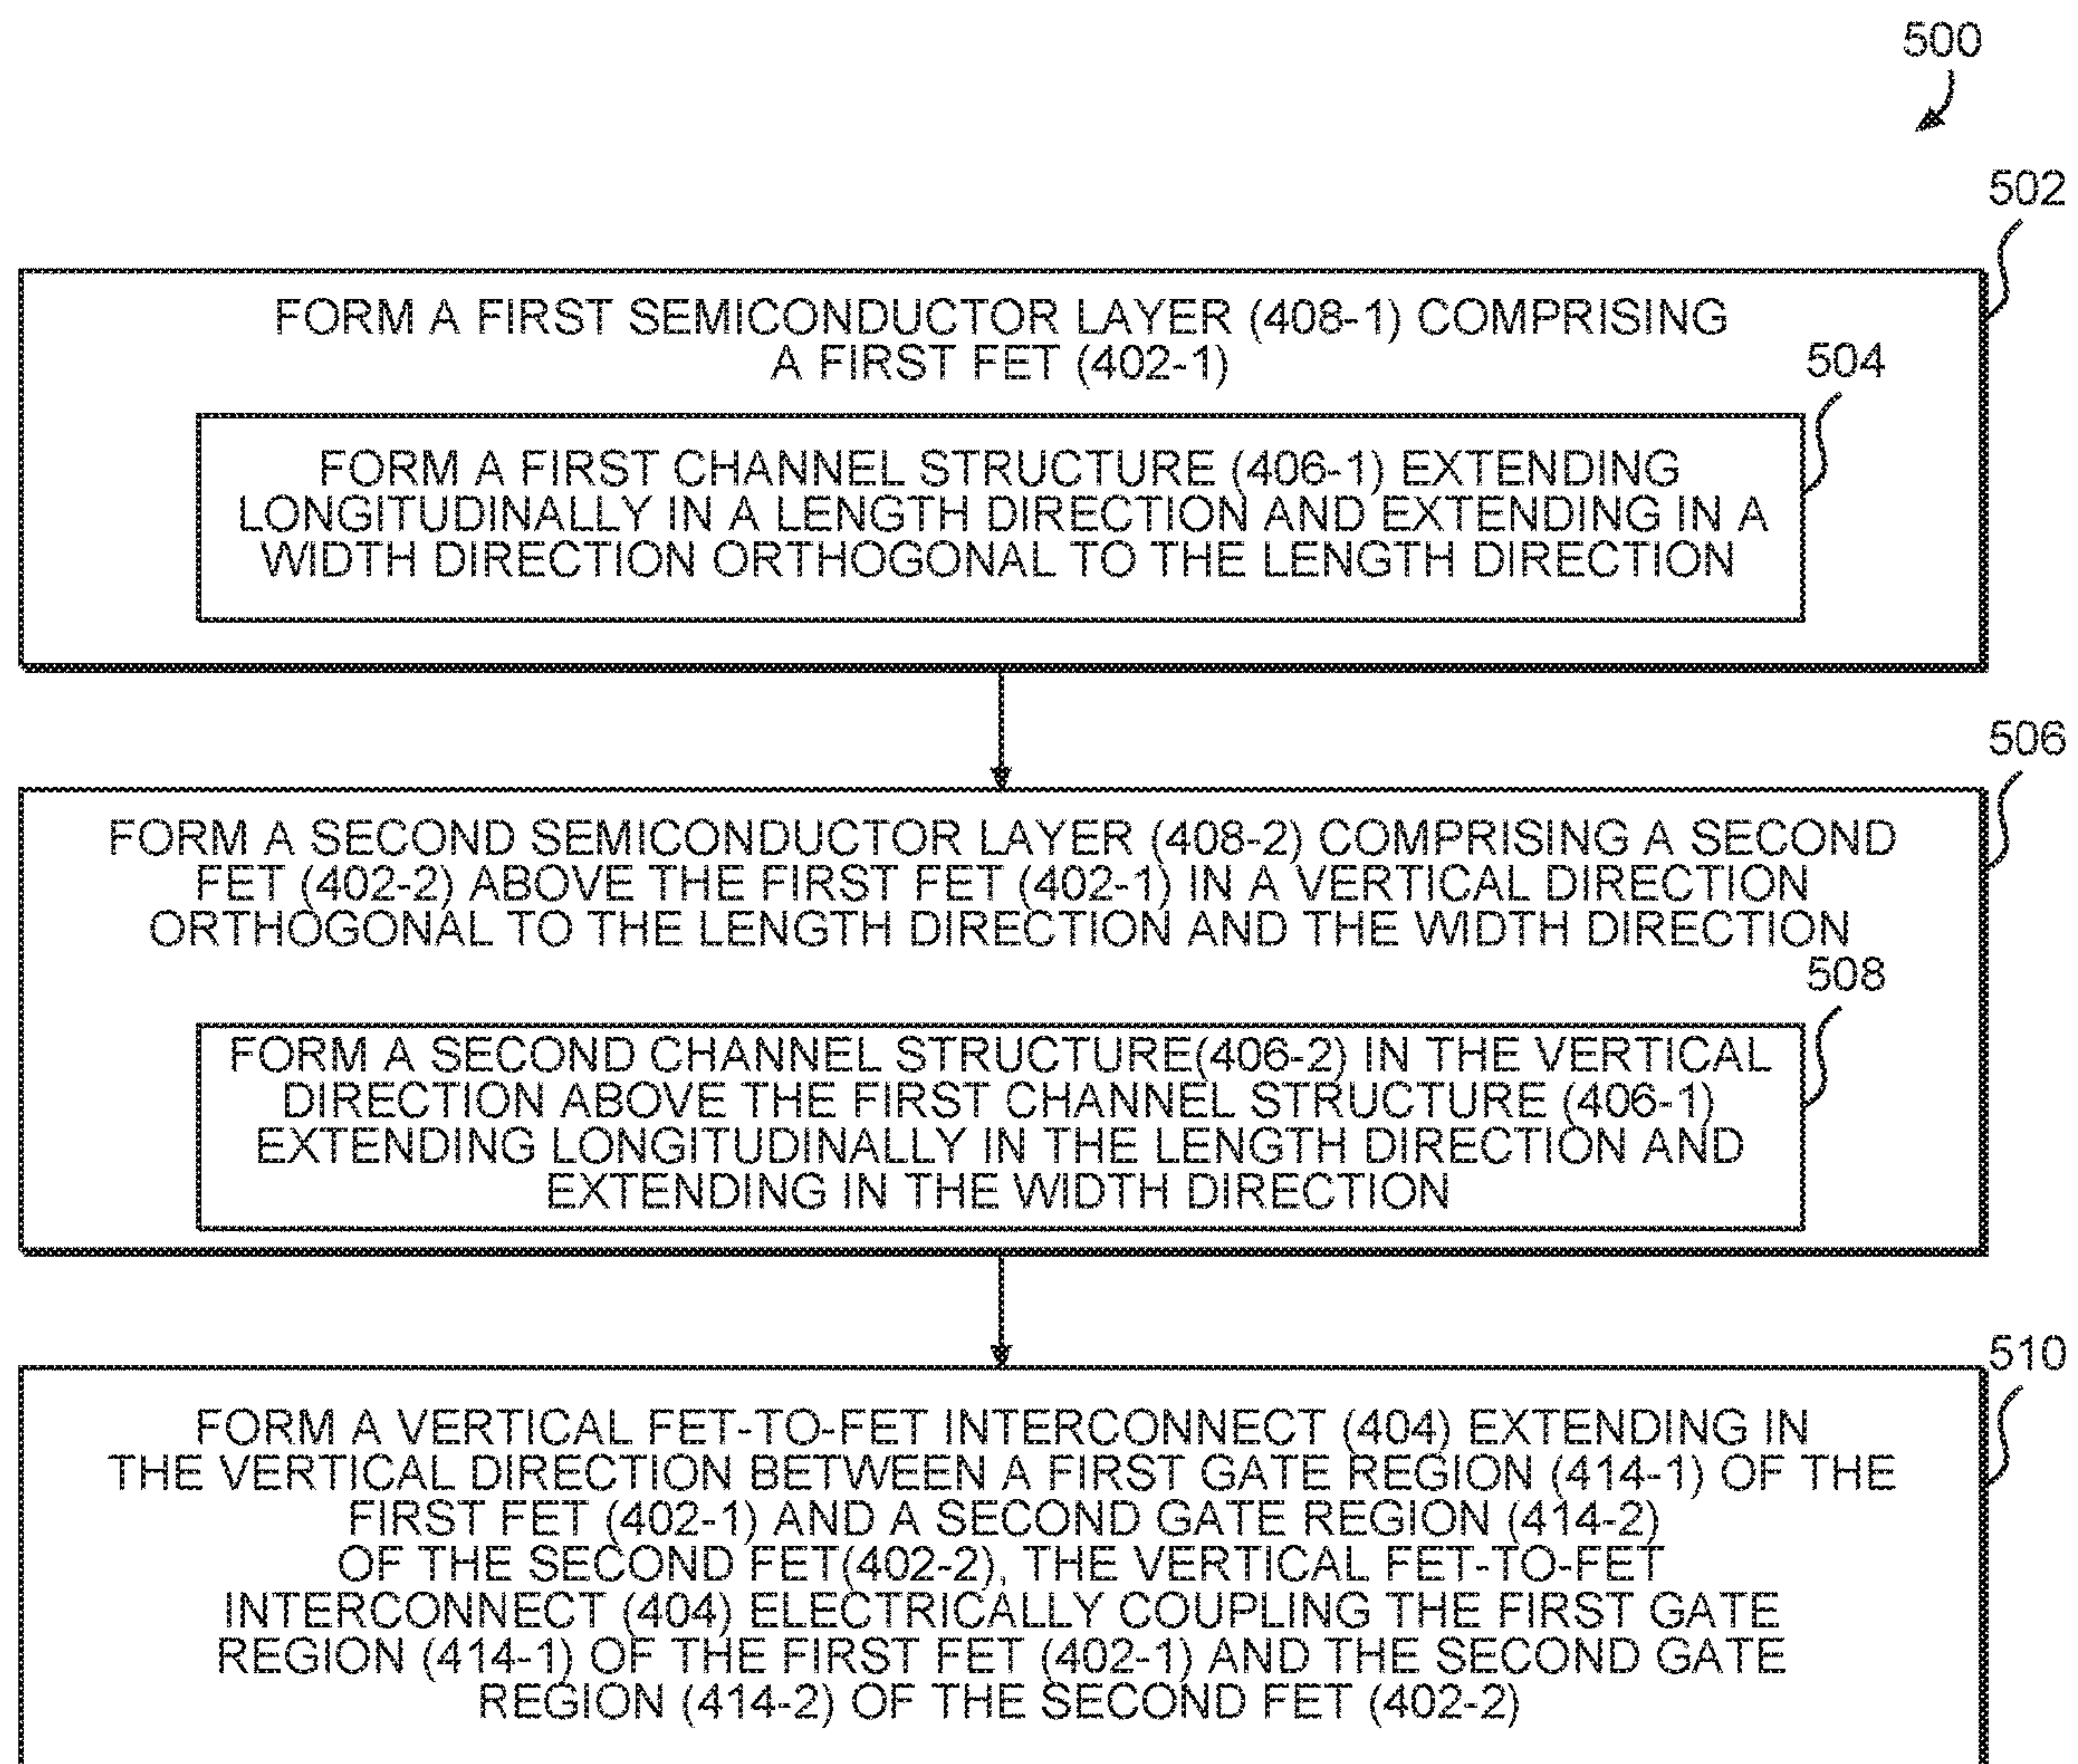 500
502
FORM A FIRST SEMICONDUCTOR LAYER (408-1) COMPRISING
A FIRST FET (402-1)
504
FORM A FIRST CHANNEL STRUCTURE (406-1) EXTENDING
LONGITUDINALLY IN A LENGTH DIRECTION AND EXTENDING IN A
WIDTH DIRECTION ORTHOGONAL TO THE LENGTH DIRECTION
506
FORM A SECOND SEMICONDUCTOR LAYER (408-2) COMPRISING A SECOND
FET (402-2) ABOVE THE FIRST FET (402-1) IN A VERTICAL DIRECTION
ORTHOGONAL TO THE LENGTH DIRECTION AND THE WIDTH DIRECTION
508
FORM A SECOND CHANNEL STRUCTURE(406-2) IN THE VERTICAL
DIRECTION ABOVE THE FIRST CHANNEL STRUCTURE (406-1)
EXTENDING LONGITUDINALLY IN THE LENGTH DIRECTION AND
EXTENDING IN THE WIDTH DIRECTION
510
FORM A VERTICAL FET-TO-FET INTERCONNECT (404) EXTENDING IN
THE VERTICAL DIRECTION BETWEEN A FIRST GATE REGION (414-1) OF THE
FIRST FET (402-1) AND A SECOND GATE REGION (414-2)
OF THE SECOND FET(402-2), THE VERTICAL FET-TO-FET
INTERCONNECT (404) ELECTRICALLY COUPLING THE FIRST GATE
REGION (414-1) OF THE FIRST FET (402-1) AND THE SECOND GATE
REGION (414-2) OF THE SECOND FET (402-2)